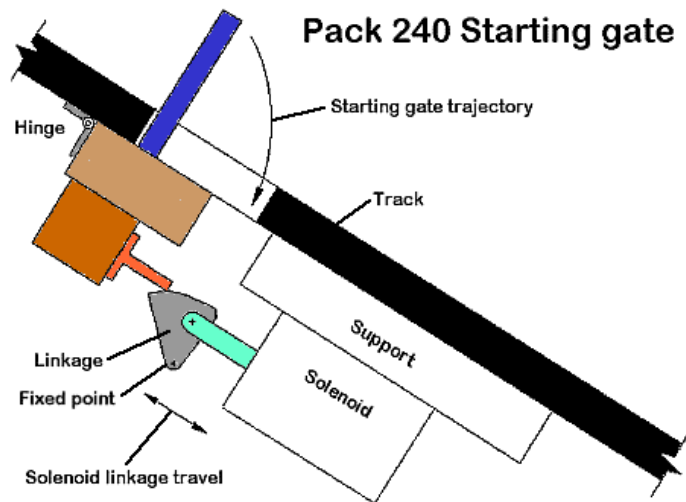 Pack 240 Starting gate
Starting gate trajectory
Hinge
Track
Support
Linkage
Solenoid
Fixed point
Solenoid linkage travel